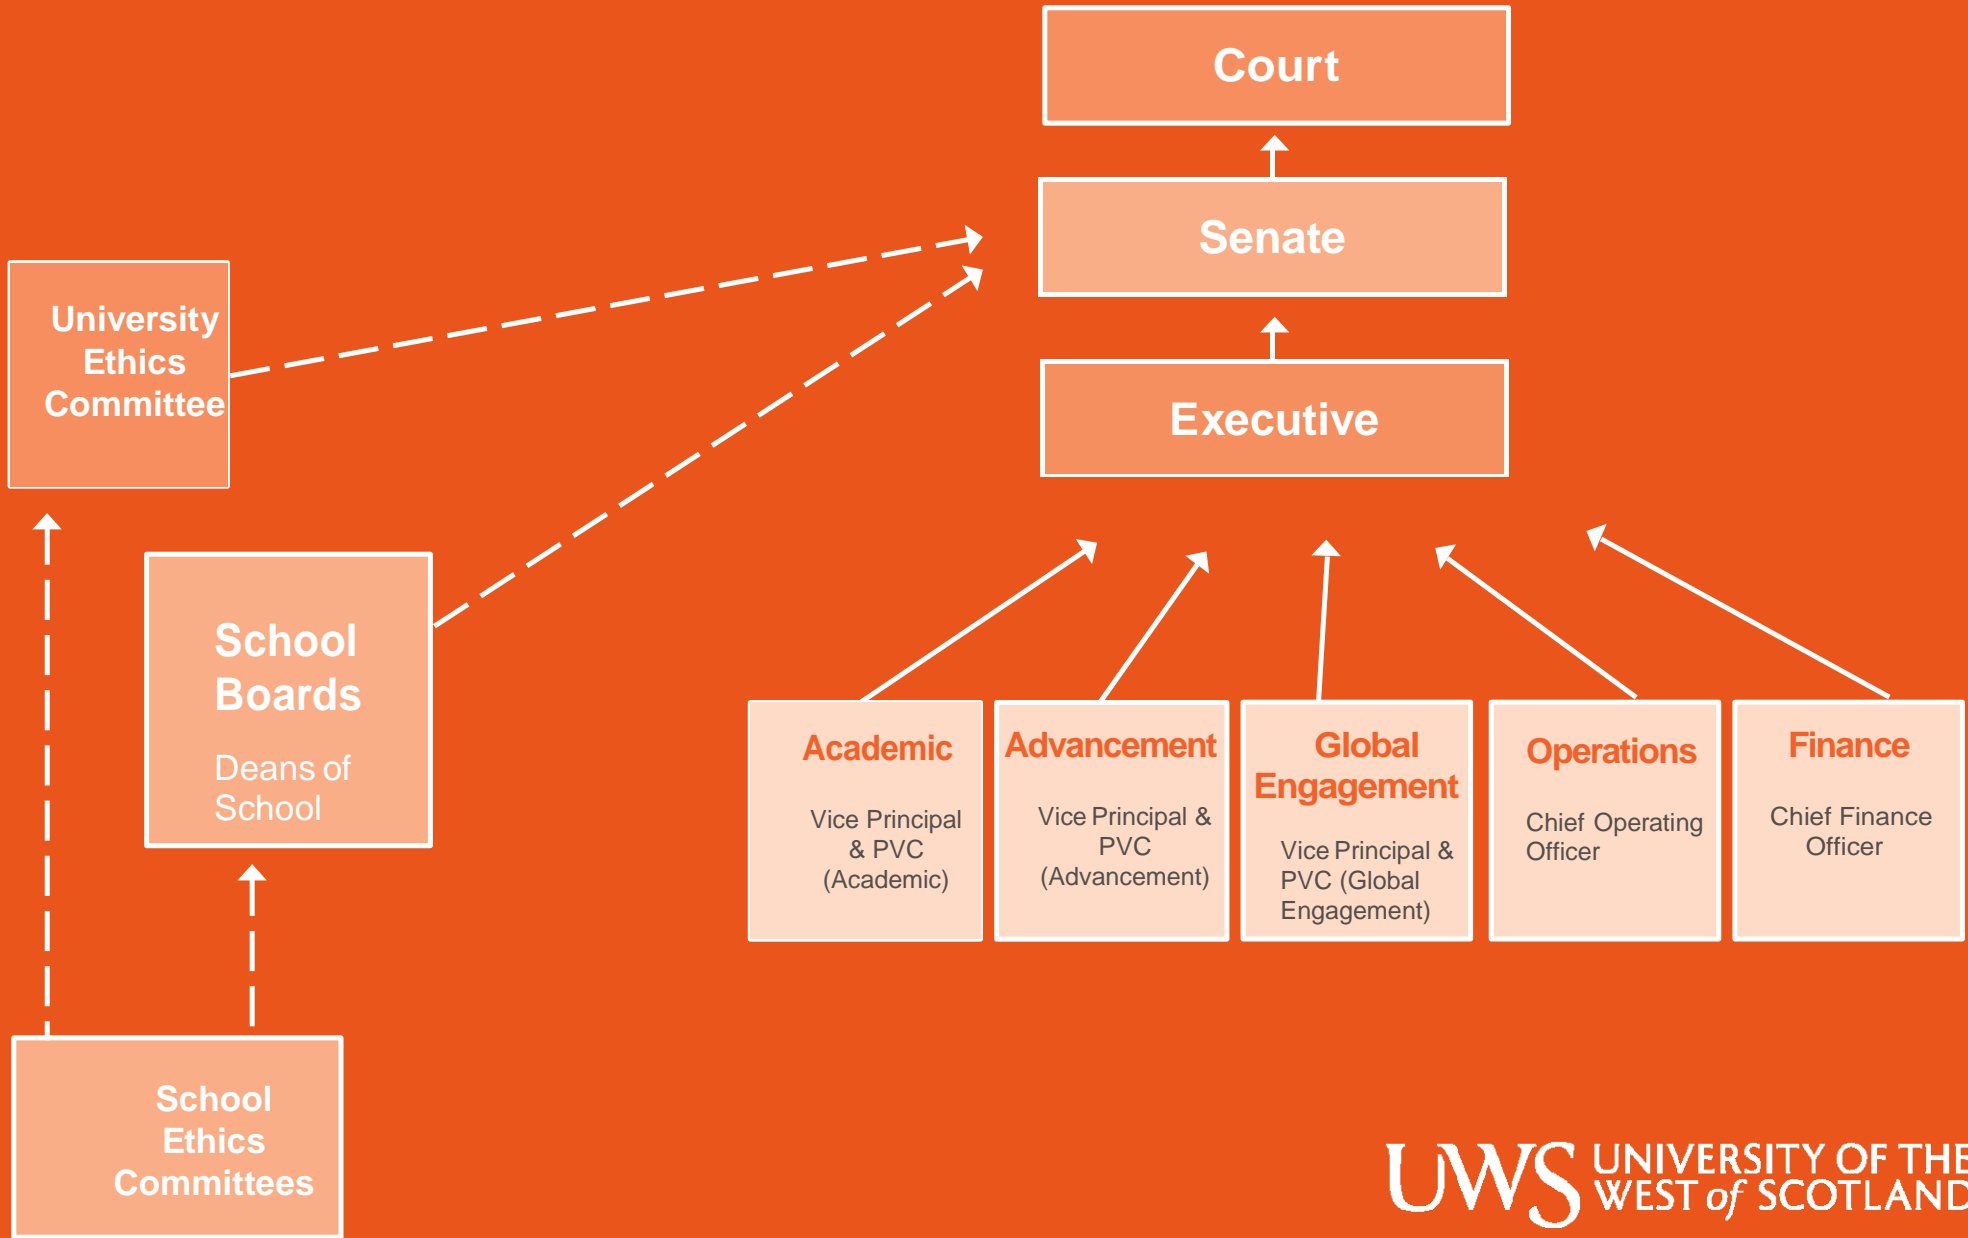 Court
Senate
University
Ethics
Committee
Executive
School
Boards
Deans of
School
Academic
Vice Principal
& PVC
(Academic)
Advancement
Vice Principal &
PVC
(Advancement)
Global
Engagement
Vice Principal &
PVC (Global
Engagement)
Operations
Chief Operating
Officer
Finance
Chief Finance
Officer
School
Ethics
Committees
UWS
UNIVERSITY OF THE
WEST of SCOTLAND